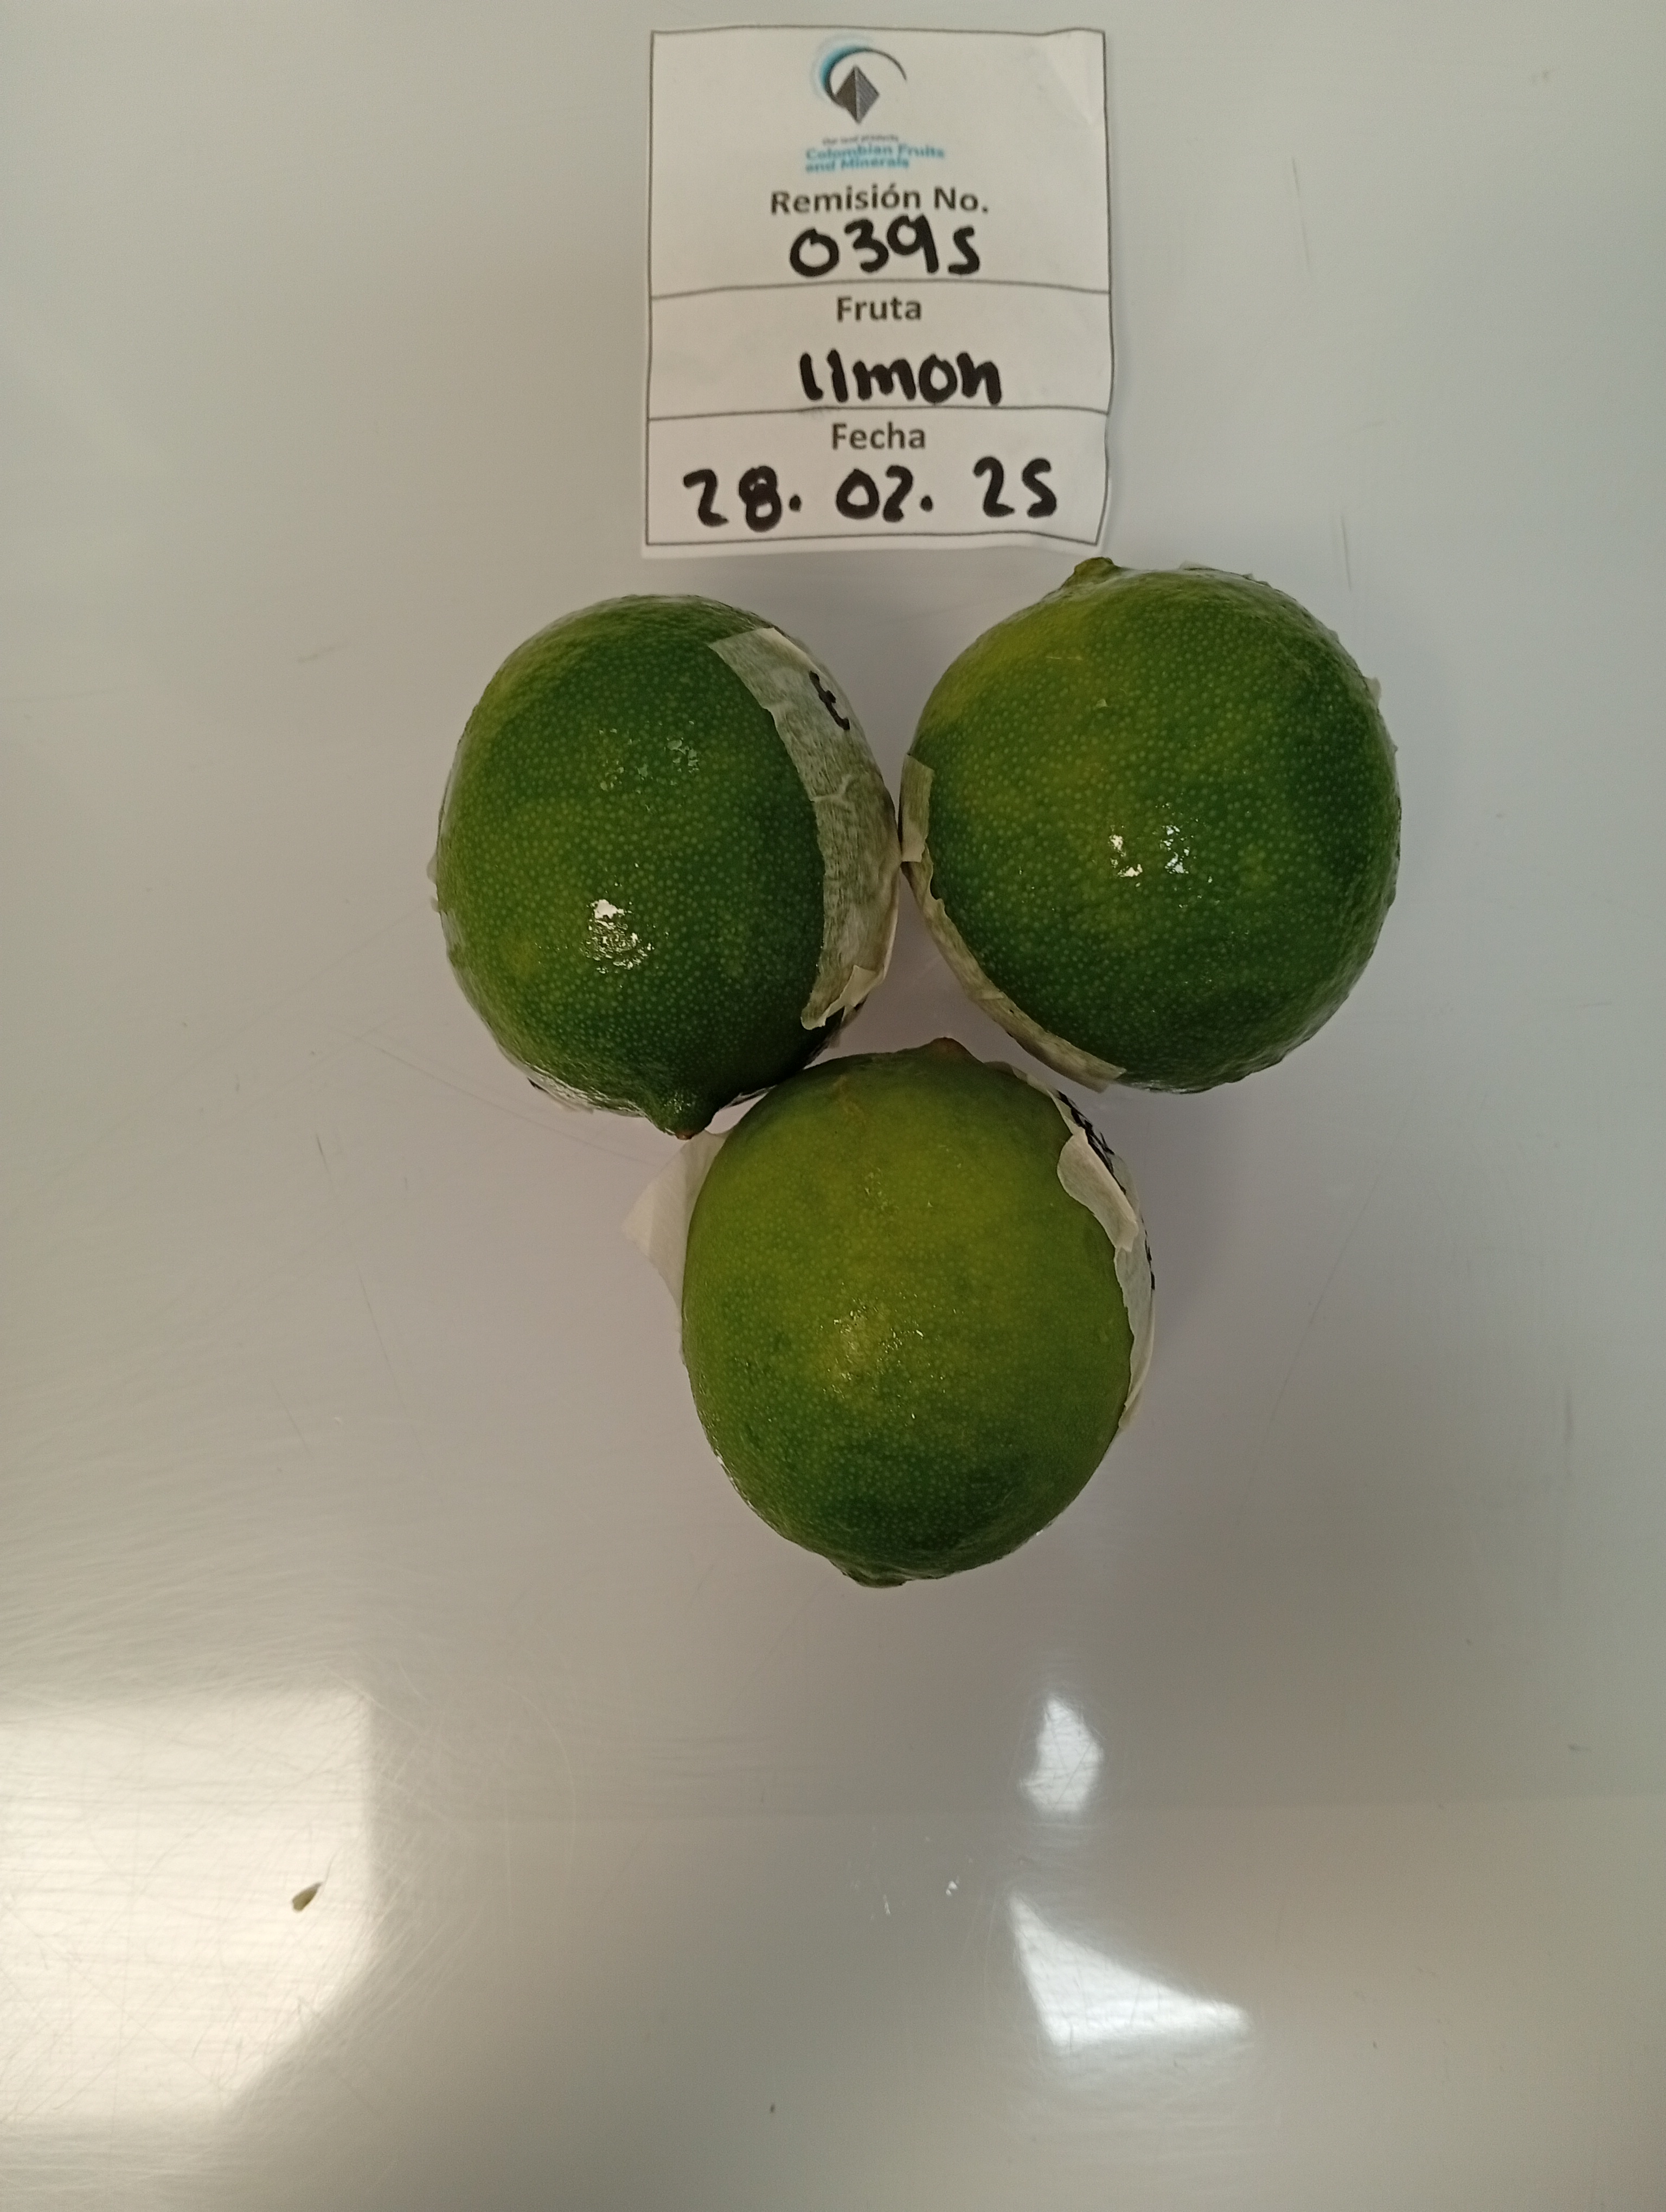 Colombian Fruits
and Minerals
Remisión No.
0395
Fruta
limon
Fecha
28. 02. 25